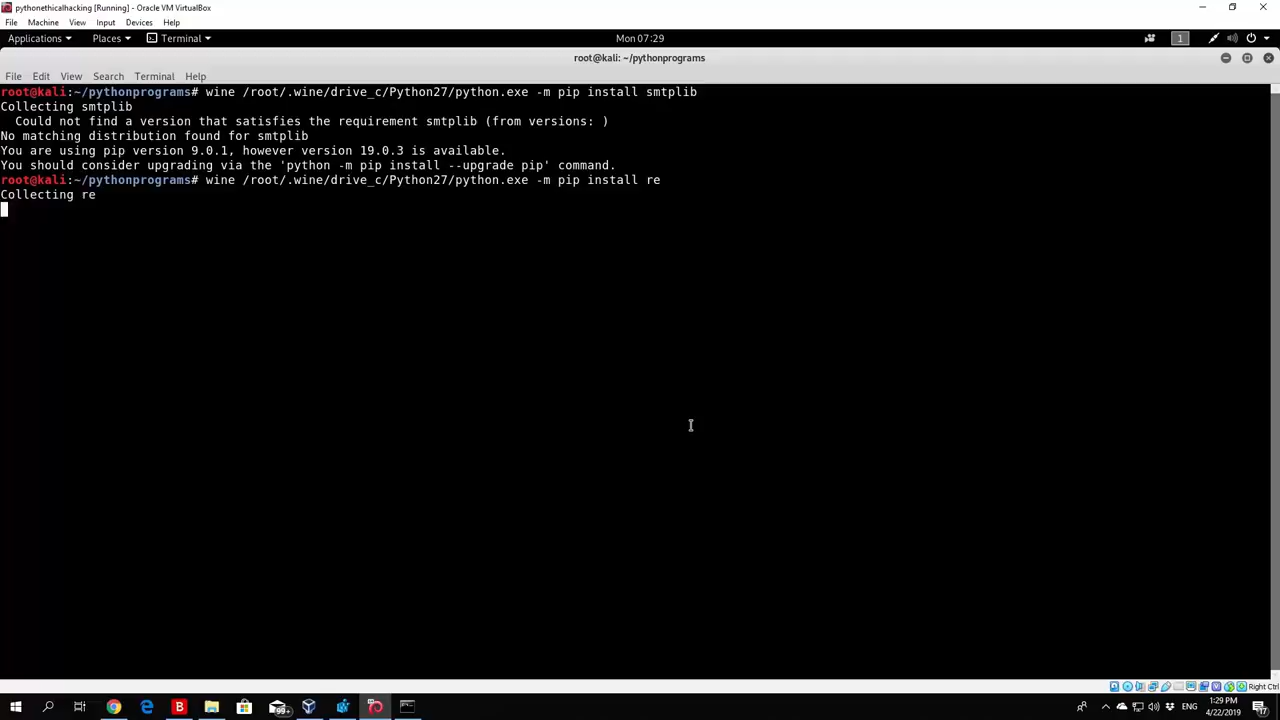 pythonethicalhacking [Running] - Oracle VM VirtualBox
File Machine View Input Devices Help
Applications Places Terminal Mon 07:29 1
root@kali: ~/pythonprograms
File Edit View Search Terminal Help
root@kali:~/pythonprograms# wine /root/.wine/drive_c/Python27/python.exe -m pip install smtplib
Collecting smtplib
Could not find a version that satisfies the requirement smtplib (from versions: )
No matching distribution found for smtplib
You are using pip version 9.0.1, however version 19.0.3 is available.
You should consider upgrading via the 'python -m pip install --upgrade pip' command.
root@kali:~/pythonprograms# wine /root/.wine/drive_c/Python27/python.exe -m pip install re
Collecting re
Right Ctrl
B 99+ ENG 1:29 PM
4/22/2019 17